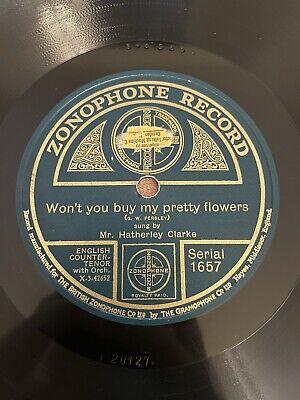 ZONOPHONE RECORD
Won't you buy my pretty flowers
(G. W. PERSLEY)
sung by
Mr. Hatherley Clarke
ENGLISH
COUNTER-
TENOR
with Orch.
X-3-42652
ZONOPHONE
ROYALTY PAID.
Serial
1657
Record manufactured for THE BRITISH ZONOPHONE Co Ltd by THE GRAMOPHONE Co Ltd Hayes, Middlesex, England.
20127